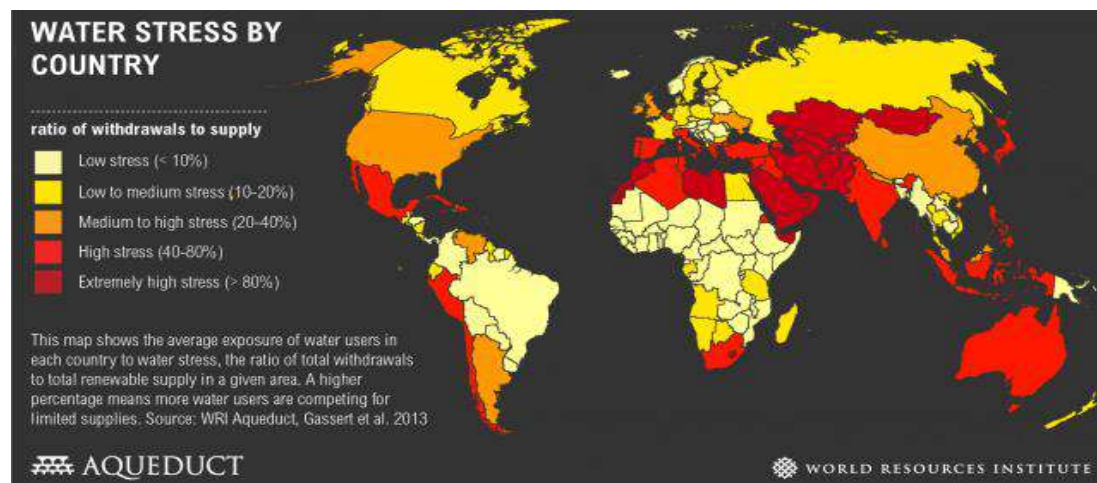 WATER STRESS BY
COUNTRY
ratio of withdrawals to supply
Low stress (< 10%)
Low to medium stress (10-20%)
Medium to high stress (20-40%)
High stress (40-80%)
Extremely high stress (> 80%)
This map shows the average exposure of water users in
each country to water stress, the ratio of total withdrawals
to total renewable supply in a given area. A higher
percentage means more water users are competing for
limited supplies. Source: WRI Aqueduct, Gassert et al. 2013
AQUEDUCT
WORLD RESOURCES INSTITUTE